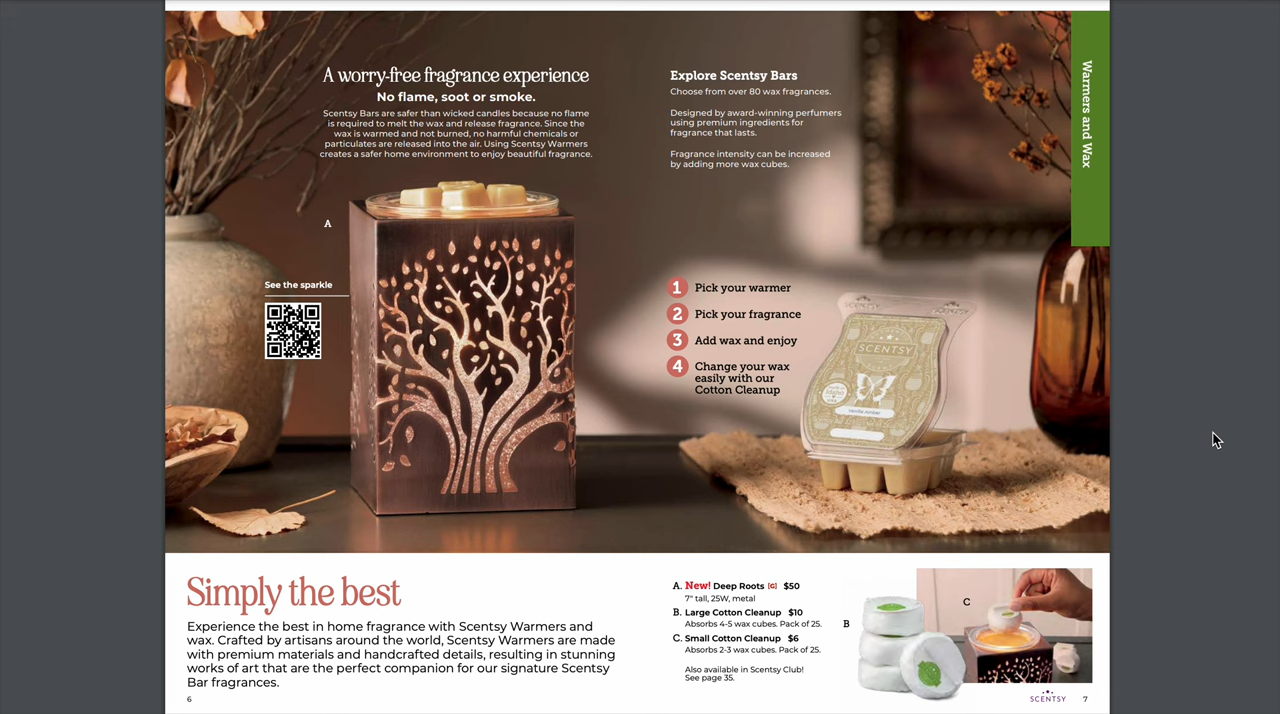 A worry-free fragrance experience
No flame, soot or smoke.
Scentsy Bars are safer than wicked candles because no flame
is required to melt the wax and release fragrance. Since the
wax is warmed and not burned, no harmful chemicals or
particulates are released into the air. Using Scentsy Warmers
creates a safer home environment to enjoy beautiful fragrance.
A
See the sparkle
Explore Scentsy Bars
Choose from over 80 wax fragrances.
Designed by award-winning perfumers
using premium ingredients for
fragrance that lasts.
Fragrance intensity can be increased
by adding more wax cubes.
Warmers and Wax
1 Pick your warmer
2 Pick your fragrance
3 Add wax and enjoy
4 Change your wax
easily with our
Cotton Cleanup
SCENTSY
SCENTSY
SCENTSY
Vanilla Amber
Simply the best
Experience the best in home fragrance with Scentsy Warmers and
wax. Crafted by artisans around the world, Scentsy Warmers are made
with premium materials and handcrafted details, resulting in stunning
works of art that are the perfect companion for our signature Scentsy
Bar fragrances.
6
A. New! Deep Roots [G] $50
7" tall, 25W, metal
B. Large Cotton Cleanup $10
Absorbs 4-5 wax cubes. Pack of 25.
C. Small Cotton Cleanup $6
Absorbs 2-3 wax cubes. Pack of 25.
Also available in Scentsy Club!
See page 35.
B
C
SCENTSY 7